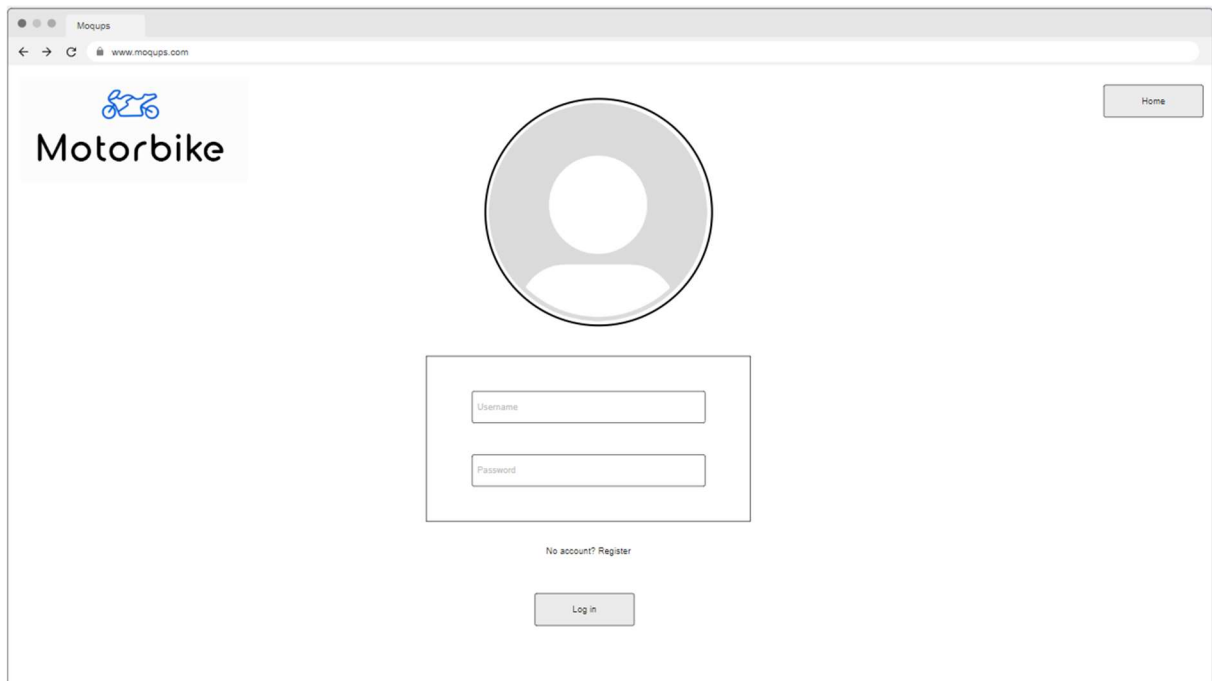 Moqups
www.moqups.com
Home
Motorbike
Username
Password
No account? Register
Log in